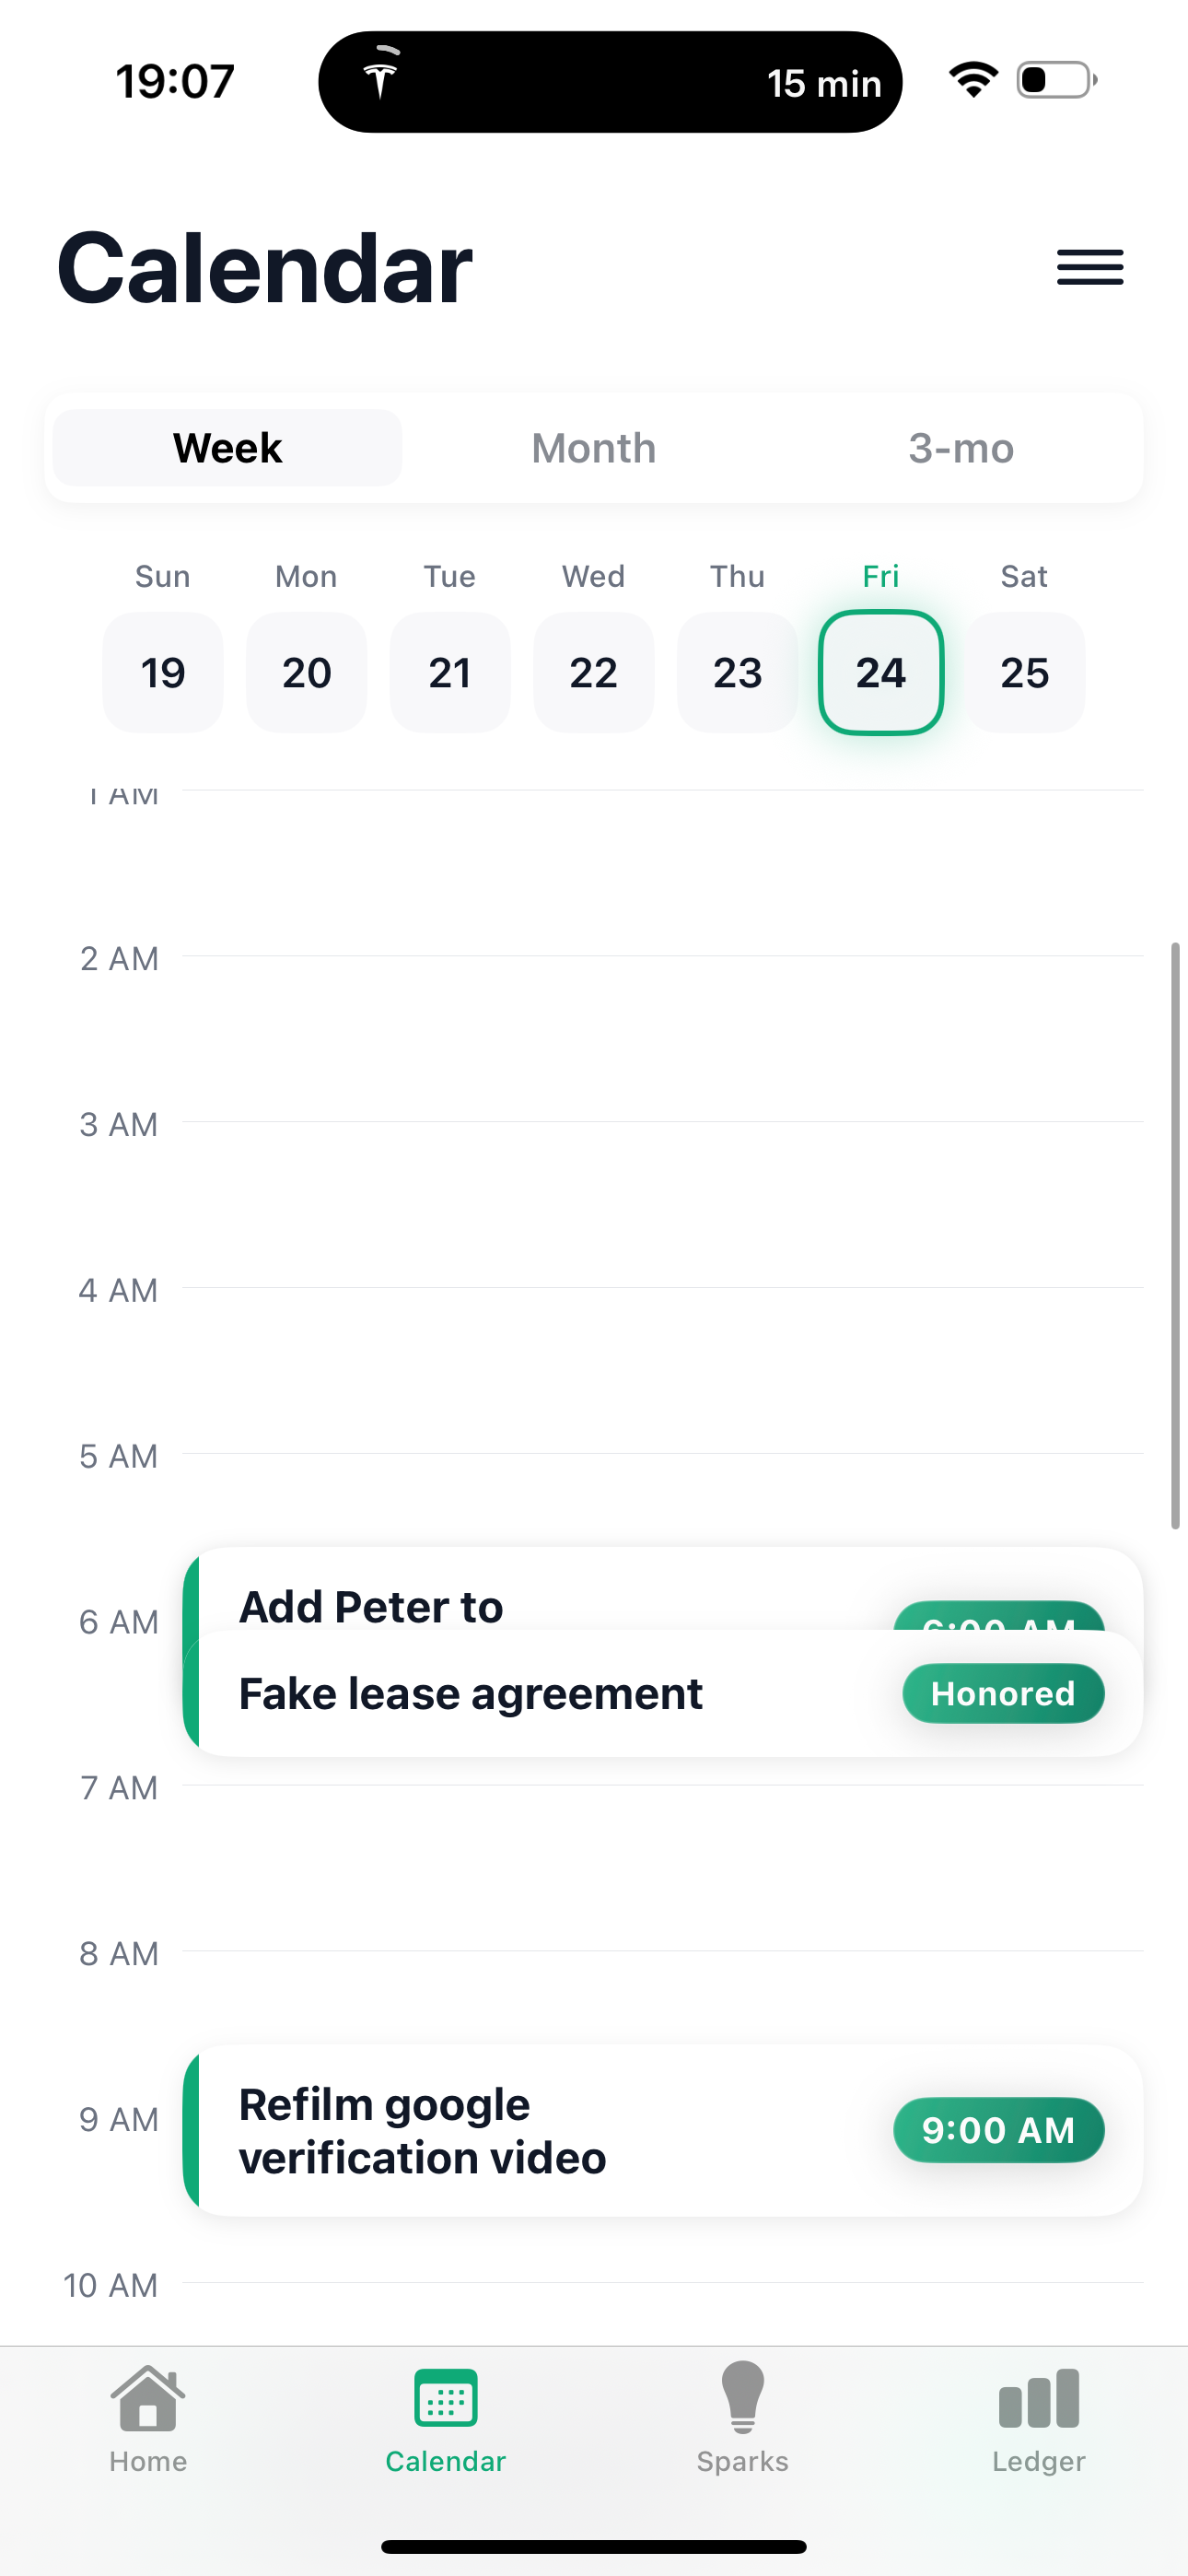 19:07
15 min
Calendar
Week Month 3-mo
Sun Mon Tue Wed Thu Fri Sat
19 20 21 22 23 24 25
1 AM
2 AM
3 AM
4 AM
5 AM
6 AM
Add Peter to
6:00 AM
Fake lease agreement
Honored
7 AM
8 AM
9 AM
Refilm google
verification video
9:00 AM
10 AM
Home Calendar Sparks Ledger